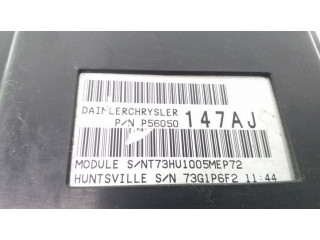 DAIMLERCHRYSLER
P/N P56050 147AJ
MODULE S/NT73HU1005MEP72
HUNTSVILLE S/N 73G1P6F2 11:44